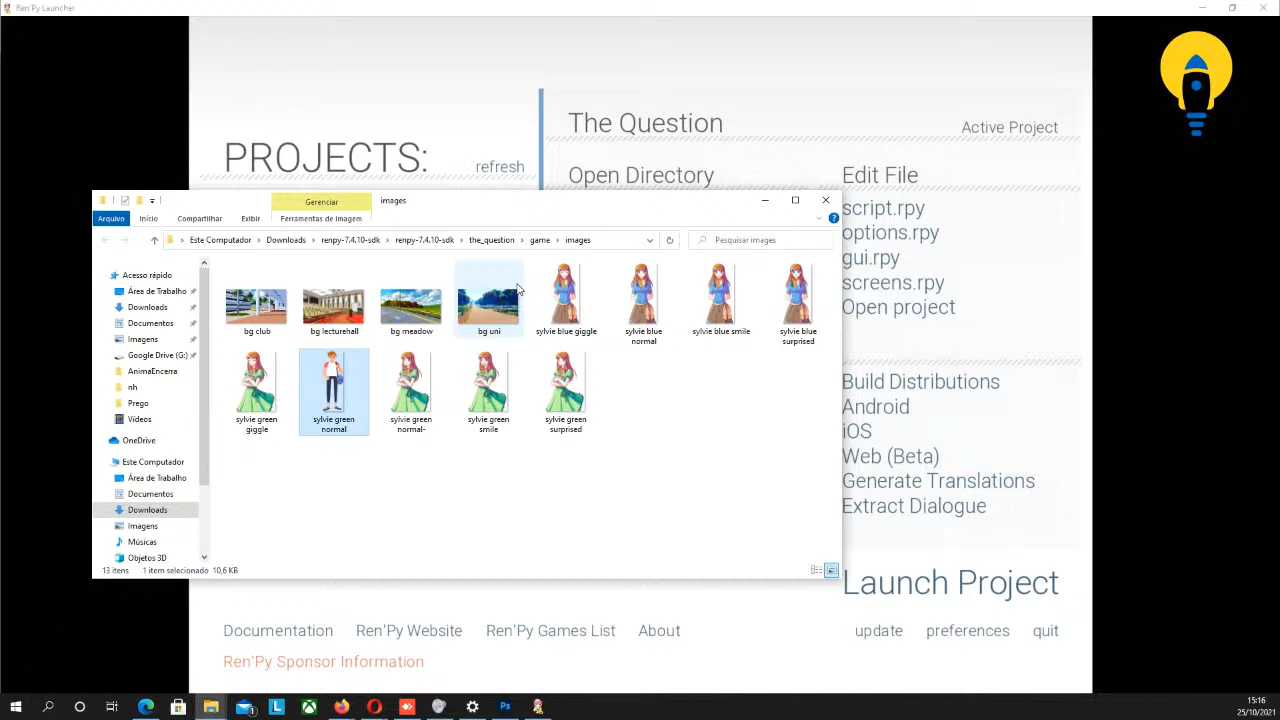 Ren'Py Launcher
The Question
Active Project
PROJECTS:
refresh
Open Directory
Edit File
Gerenciar
images
Arquivo
Início
Compartilhar
Exibir
Ferramentas de Imagem
script.rpy
options.rpy
gui.rpy
screens.rpy
Open project
Este Computador
Downloads
renpy-7.4.10-sdk
renpy-7.4.10-sdk
the_question
game
images
Pesquisar images
Acesso rápido
Área de Trabalho
Downloads
Documentos
Imagens
Google Drive (G:)
AnimaEncerra
nh
Prego
Vídeos
OneDrive
Este Computador
Área de Trabalho
Documentos
Downloads
Imagens
Músicas
Objetos 3D
bg club
bg lecturehall
bg meadow
bg uni
sylvie blue giggle
sylvie blue
normal
sylvie blue smile
sylvie blue
surprised
sylvie green
giggle
sylvie green
normal
sylvie green
normal-
sylvie green
smile
sylvie green
surprised
13 itens
1 item selecionado 10,6 KB
Build Distributions
Android
iOS
Web (Beta)
Generate Translations
Extract Dialogue
Launch Project
Documentation
Ren'Py Website
Ren'Py Games List
About
update
preferences
quit
Ren'Py Sponsor Information
L
Ps
15:16
25/10/2021